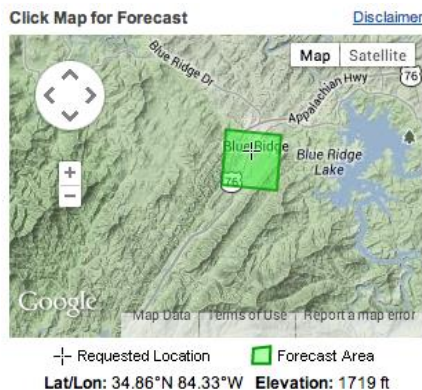 Click Map for Forecast Disclaimer
Map Satellite
Blue Ridge Dr
Appalachian Hwy
76
Blue Ridge
Blue Ridge
Lake
76
+
−
Google
Map Data Terms of Use Report a map error
Requested Location Forecast Area
Lat/Lon: 34.86°N 84.33°W Elevation: 1719 ft